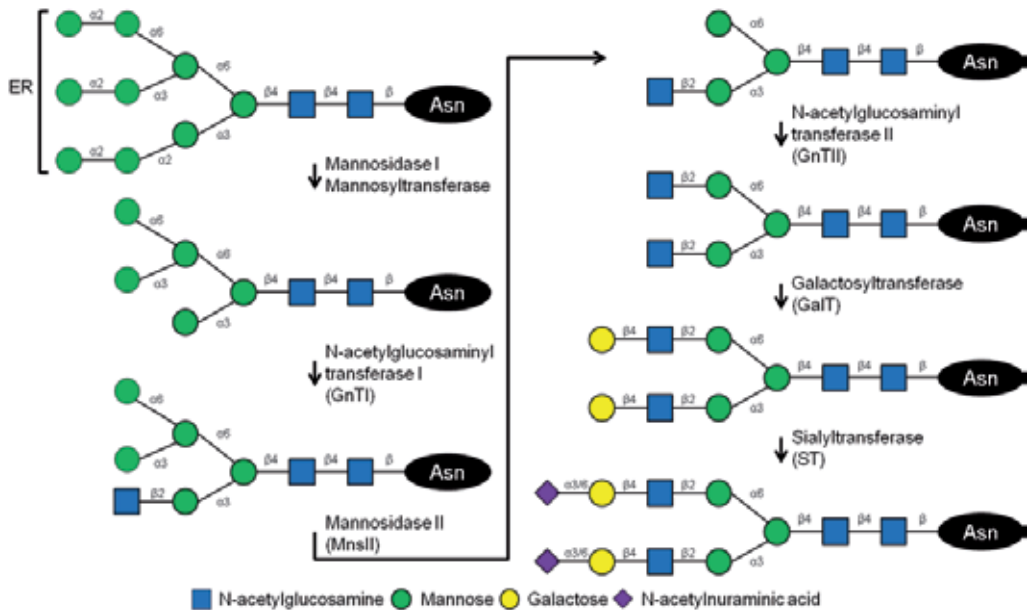 α2
α6
ER
α2
α3
α6
β4 β4 β Asn
α3
α2 α2
Mannosidase I
Mannosyltransferase
α6
α6
α3
β4 β4 β Asn
α3
N-acetylglucosaminyl
transferase I
(GnTI)
α6
α6
α3
β4 β4 β Asn
β2
α3
Mannosidase II
(MnsII)
α6
β4 β4 β Asn
β2 α3
N-acetylglucosaminyl
transferase II
(GnTII)
β2 α6
β4 β4 β Asn
β2 α3
Galactosyltransferase
(GalT)
β4 β2 α6
β4 β4 β Asn
β4 β2 α3
Sialyltransferase
(ST)
α3/6 β4 β2 α6
β4 β4 β Asn
α3/6 β4 β2 α3
N-acetylglucosamine Mannose Galactose N-acetylnuraminic acid